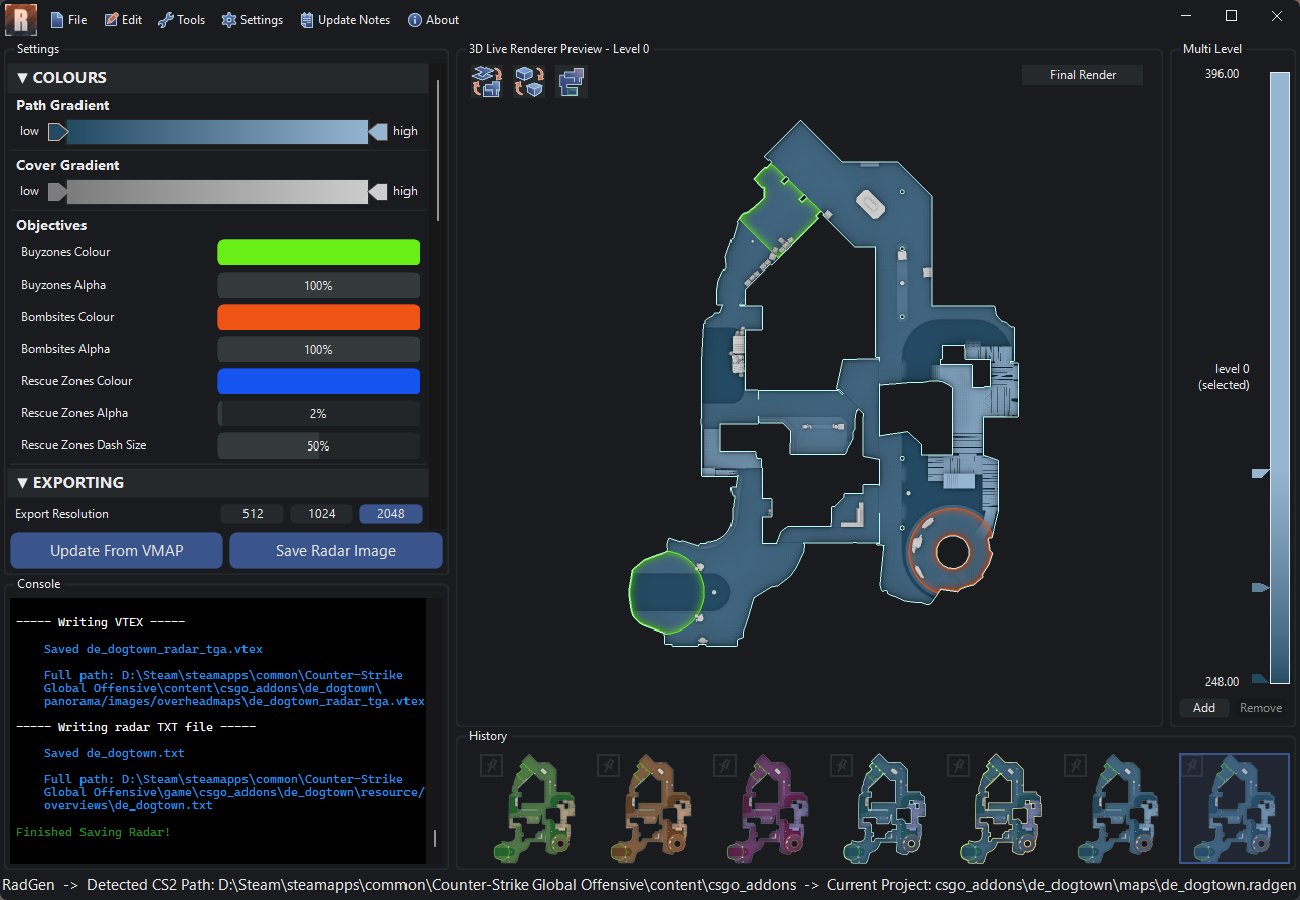 R
File Edit Tools Settings Update Notes About
Settings
▼ COLOURS
Path Gradient
low high
Cover Gradient
low high
Objectives
Buyzones Colour
Buyzones Alpha 100%
Bombsites Colour
Bombsites Alpha 100%
Rescue Zones Colour
Rescue Zones Alpha 2%
Rescue Zones Dash Size 50%
▼ EXPORTING
Export Resolution 512 1024 2048
Update From VMAP Save Radar Image
Console
----- Writing VTEX -----
Saved de_dogtown_radar_tga.vtex
Full path: D:\Steam\steamapps\common\Counter-Strike
Global Offensive\content\csgo_addons\de_dogtown\
panorama/images/overheadmaps\de_dogtown_radar_tga.vtex
----- Writing radar TXT file -----
Saved de_dogtown.txt
Full path: D:\Steam\steamapps\common\Counter-Strike
Global Offensive\game\csgo_addons\de_dogtown\resource/
overviews\de_dogtown.txt
Finished Saving Radar!
3D Live Renderer Preview - Level 0
Final Render
Multi Level
396.00
level 0
(selected)
248.00
Add Remove
History
RadGen -> Detected CS2 Path: D:\Steam\steamapps\common\Counter-Strike Global Offensive\content\csgo_addons -> Current Project: csgo_addons\de_dogtown\maps\de_dogtown.radgen